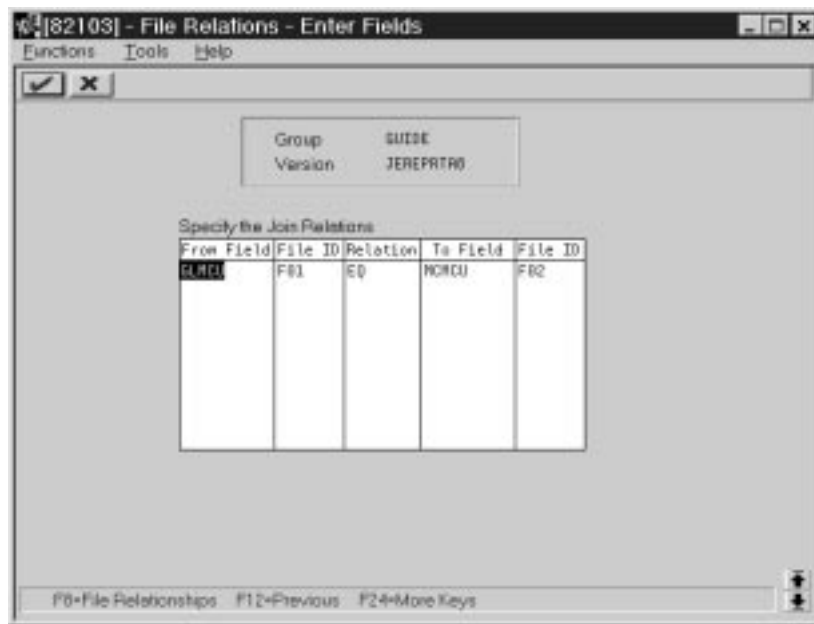 [82103] - File Relations - Enter Fields
Functions Tools Help
Group GUIDE
Version
Specify the Join Relations
From Field File ID Relation To Field File ID
GLMCU F01 EQ MCMCU F02
F8=File Relationships F12=Previous F24=More Keys